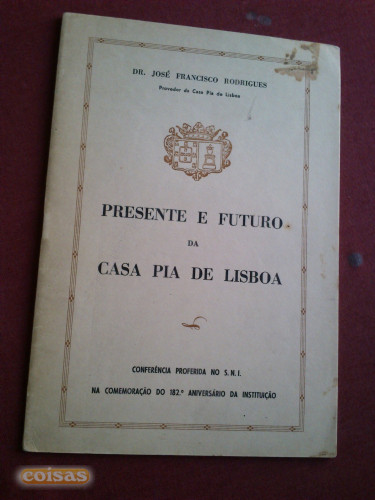 DR. JOSÉ FRANCISCO RODRIGUES
Provedor da Casa Pia de Lisboa
PRESENTE E FUTURO
DA
CASA PIA DE LISBOA
CONFERÊNCIA PROFERIDA NO S. N. I.
NA COMEMORAÇÃO DO 182.º ANIVERSÁRIO DA INSTITUIÇÃO
coisas